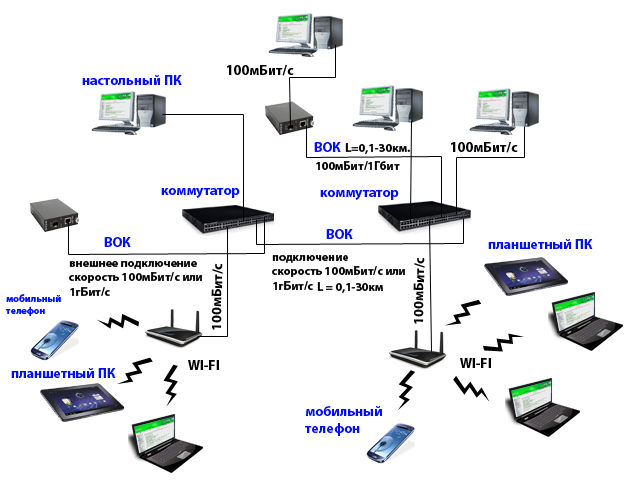 100мБит/с
настольный ПК
ВОК L=0,1-30км.
100мБит/с
100мБит/1Гбит
коммутатор
коммутатор
ВОК
ВОК
внешнее подключение
скорость 100мБит/с или
1гБит/с
100мБит/с
подключение
скорость 100мБит/с или
1гБит/с L = 0,1-30км
100мБит/с
планшетный ПК
мобильный
телефон
WI-FI
планшетный ПК
WI-FI
мобильный
телефон